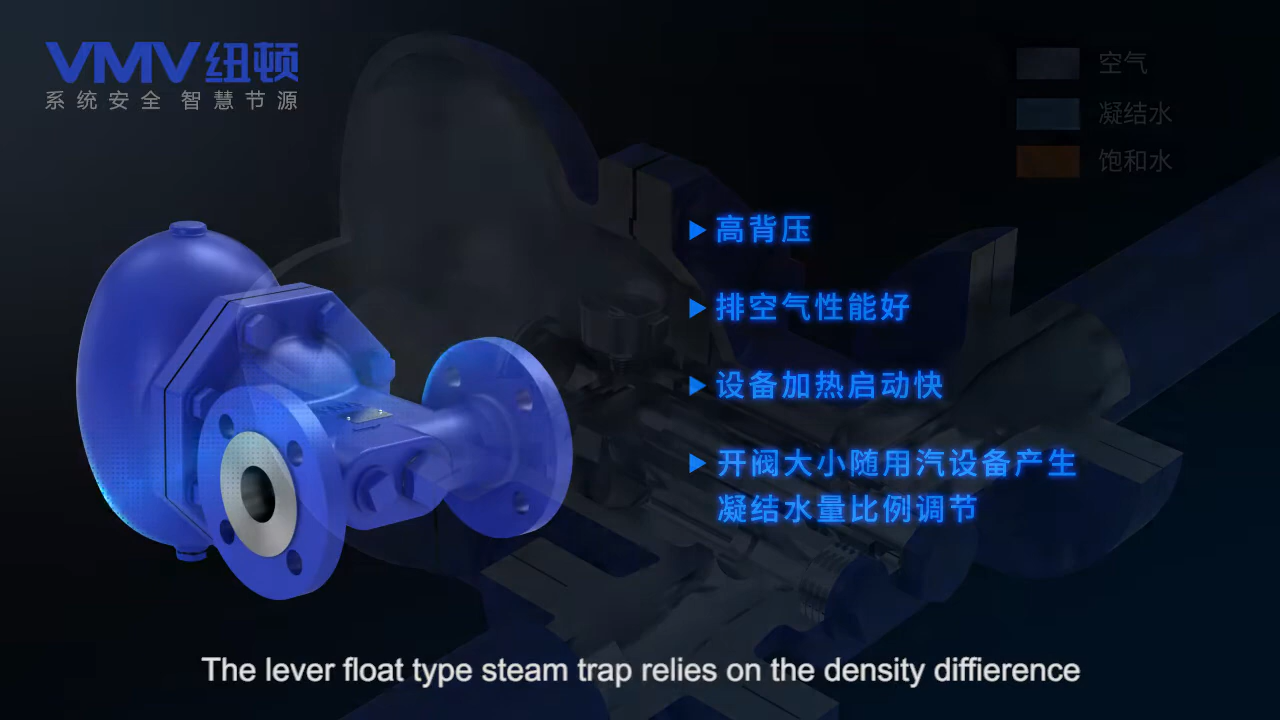 VMV纽顿
系统安全 智慧节源
空气
凝结水
饱和水
高背压
排空气性能好
设备加热启动快
开阀大小随用汽设备产生
凝结水量比例调节
The lever float type steam trap relies on the density diffierence